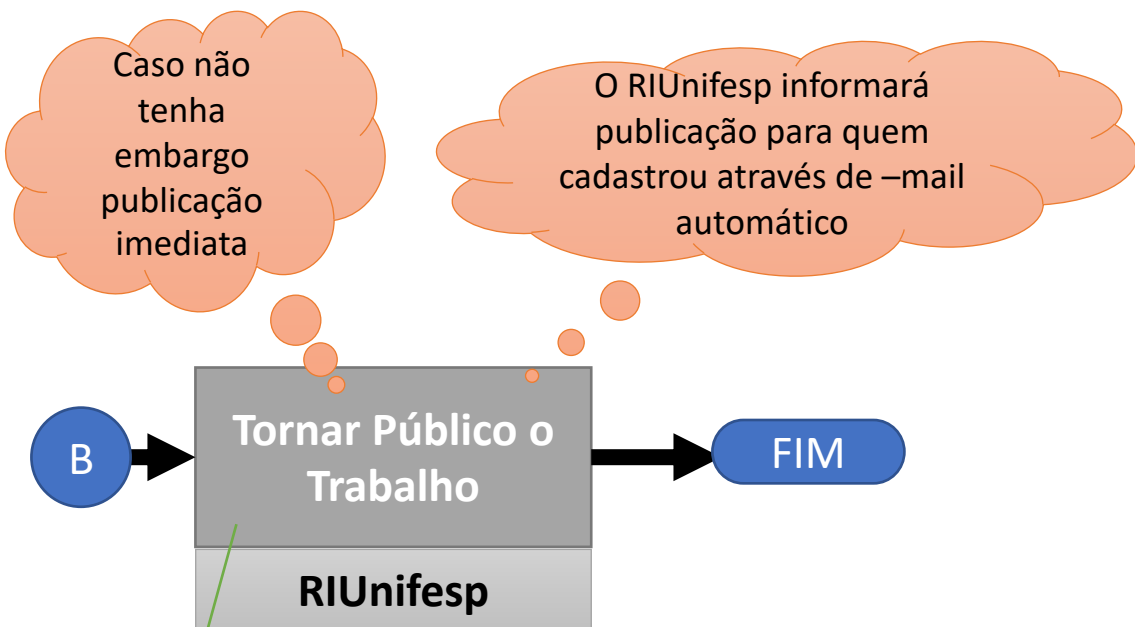 Caso não
tenha
embargo
publicação
imediata
O RIUnifesp informará
publicação para quem
cadastrou através de –mail
automático
B
Tornar Público o
Trabalho
FIM
RIUnifesp